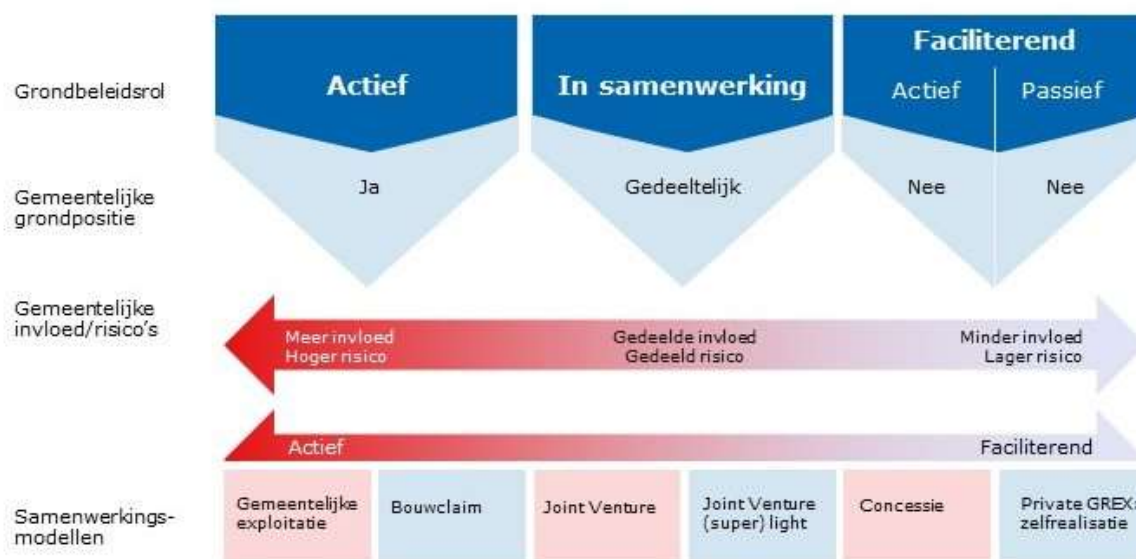 Grondbeleidsrol
Actief
In samenwerking
Faciliterend
Actief
Passief
Gemeentelijke
grondpositie
Ja
Gedeeltelijk
Nee
Nee
Gemeentelijke
invloed/risico's
Meer invloed
Hoger risico
Gedeelde invloed
Gedeeld risico
Minder invloed
Lager risico
Actief
Faciliterend
Samenwerkings-
modellen
Gemeentelijke
exploitatie
Bouwclaim
Joint Venture
Joint Venture
(super) light
Concessie
Private GREX:
zelfrealisatie